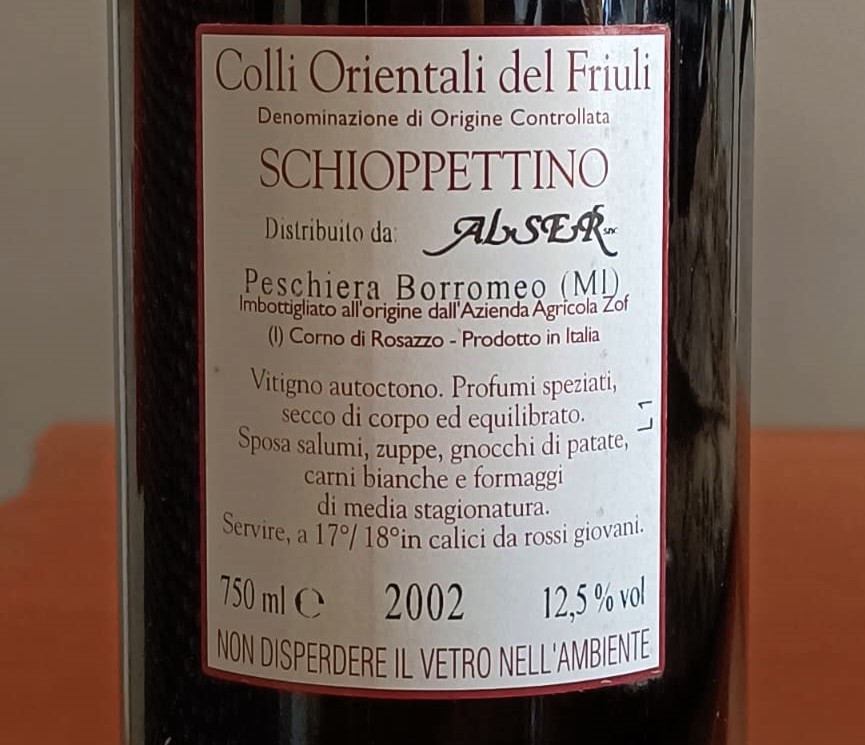 Colli Orientali del Friuli
Denominazione di Origine Controllata
SCHIOPPETTINO
Distribuito da: ALSER snc
Peschiera Borromeo (MI)
Imbottigliato all'origine dall'Azienda Agricola Zof
(I) Corno di Rosazzo - Prodotto in Italia
Vitigno autoctono. Profumi speziati,
secco di corpo ed equilibrato.
Sposa salumi, zuppe, gnocchi di patate,
carni bianche e formaggi
di media stagionatura.
Servire, a 17°/ 18°in calici da rossi giovani.
L 1
750 ml ℮ 2002 12,5 % vol
NON DISPERDERE IL VETRO NELL'AMBIENTE